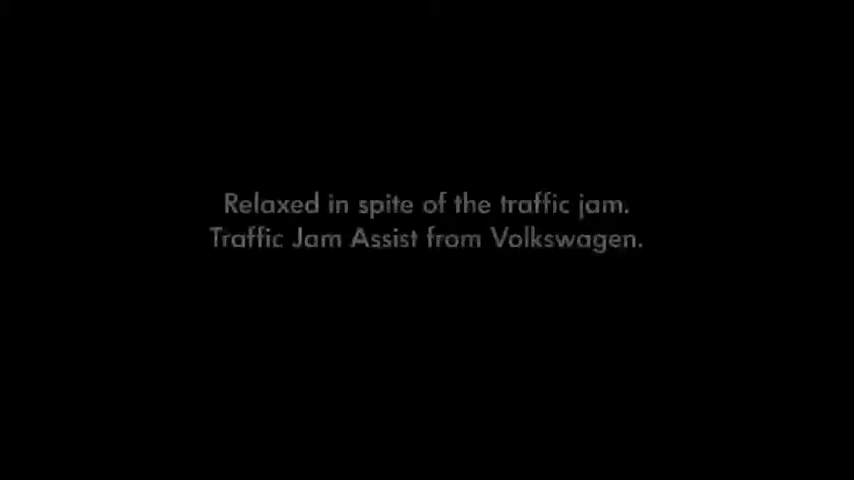 Relaxed in spite of the traffic jam.
Traffic Jam Assist from Volkswagen.